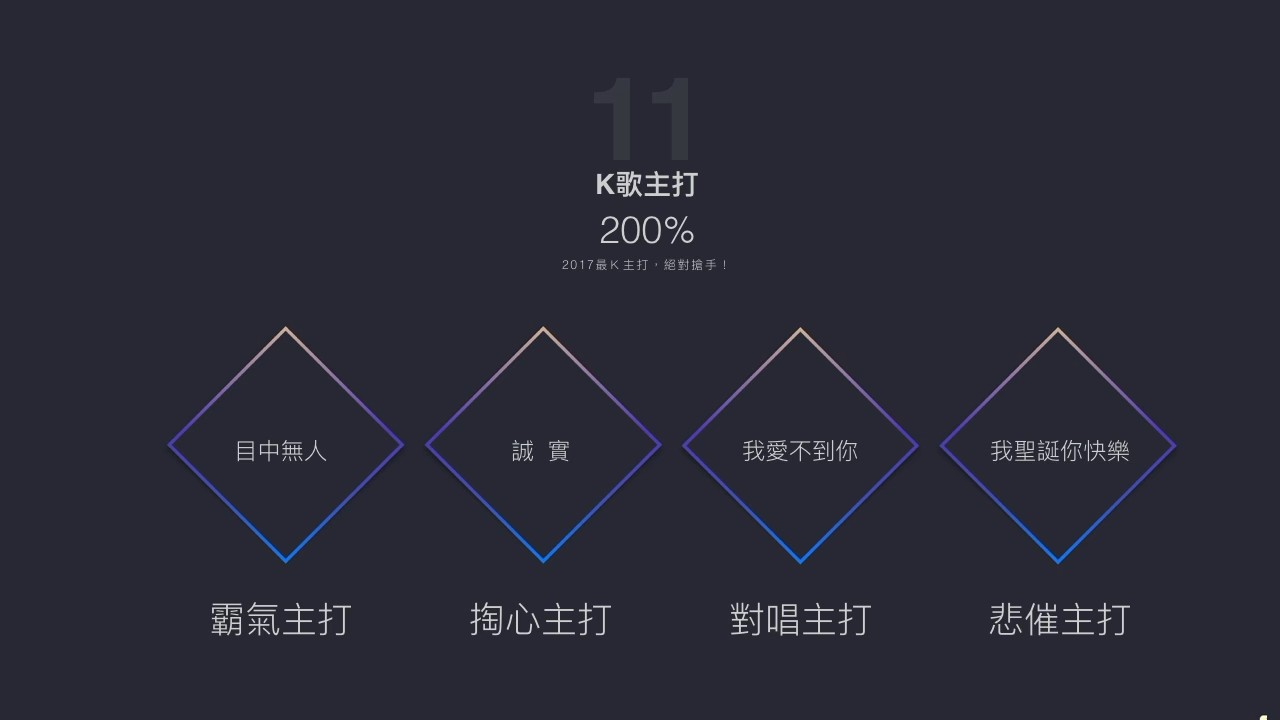 11
K歌主打
200%
2017最K主打，絕對搶手！
目中無人
誠 實
我愛不到你
我聖誕你快樂
霸氣主打
掏心主打
對唱主打
悲催主打